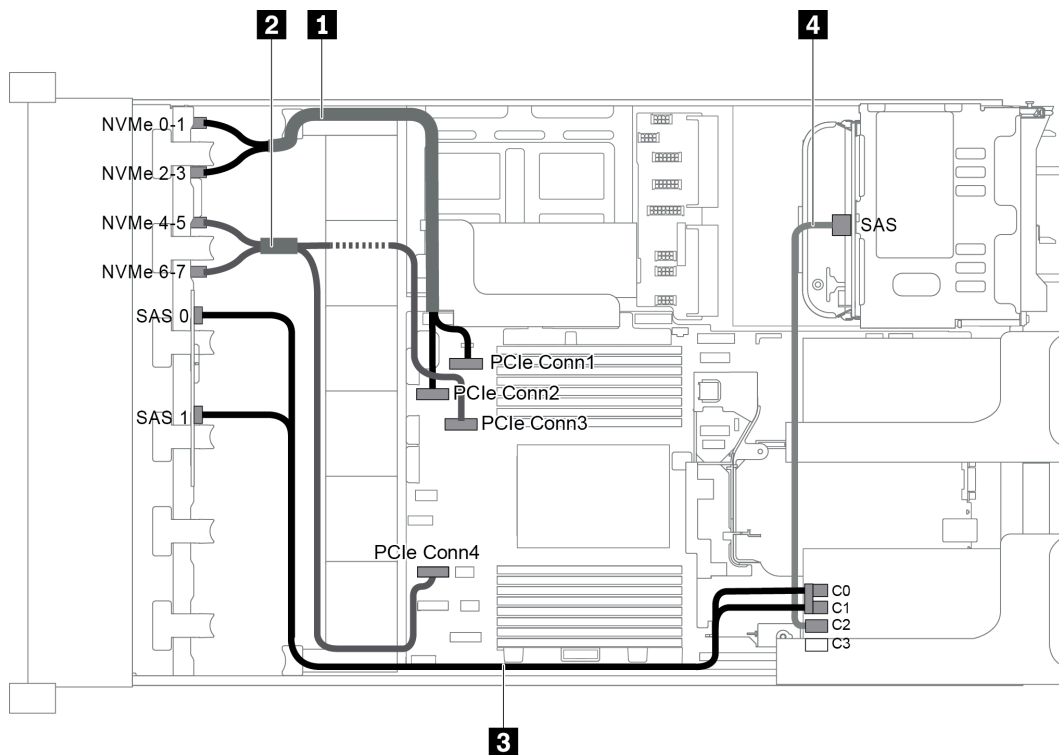 2
1
4
NVMe 0-1
NVMe 2-3
NVMe 4-5
SAS
NVMe 6-7
SAS 0
PCIe Conn1
PCIe Conn2
SAS 1
PCIe Conn3
PCIe Conn4
C0
C1
C2
C3
3